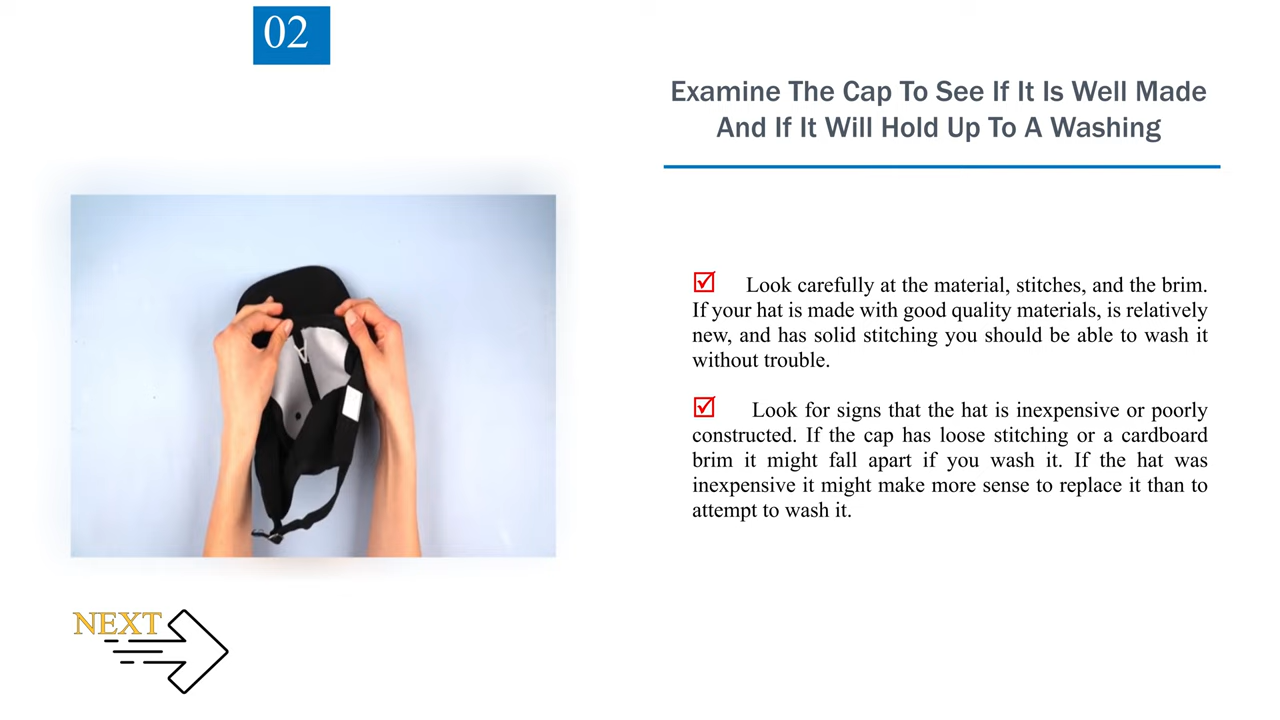 02
Examine The Cap To See If It Is Well Made
And If It Will Hold Up To A Washing
Look carefully at the material, stitches, and the brim.
If your hat is made with good quality materials, is relatively
new, and has solid stitching you should be able to wash it
without trouble.
Look for signs that the hat is inexpensive or poorly
constructed. If the cap has loose stitching or a cardboard
brim it might fall apart if you wash it. If the hat was
inexpensive it might make more sense to replace it than to
attempt to wash it.
NEXT